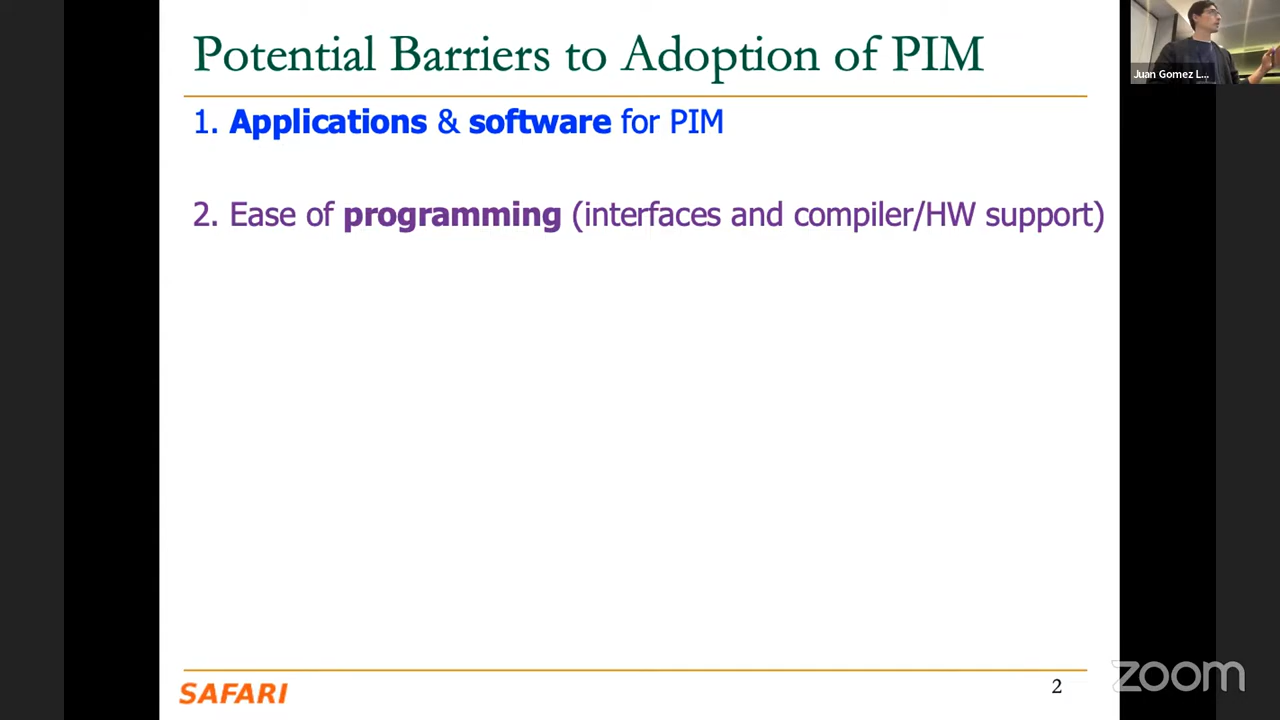 Potential Barriers to Adoption of PIM
Juan Gomez L...
1. Applications & software for PIM
2. Ease of programming (interfaces and compiler/HW support)
SAFARI
2
zoom